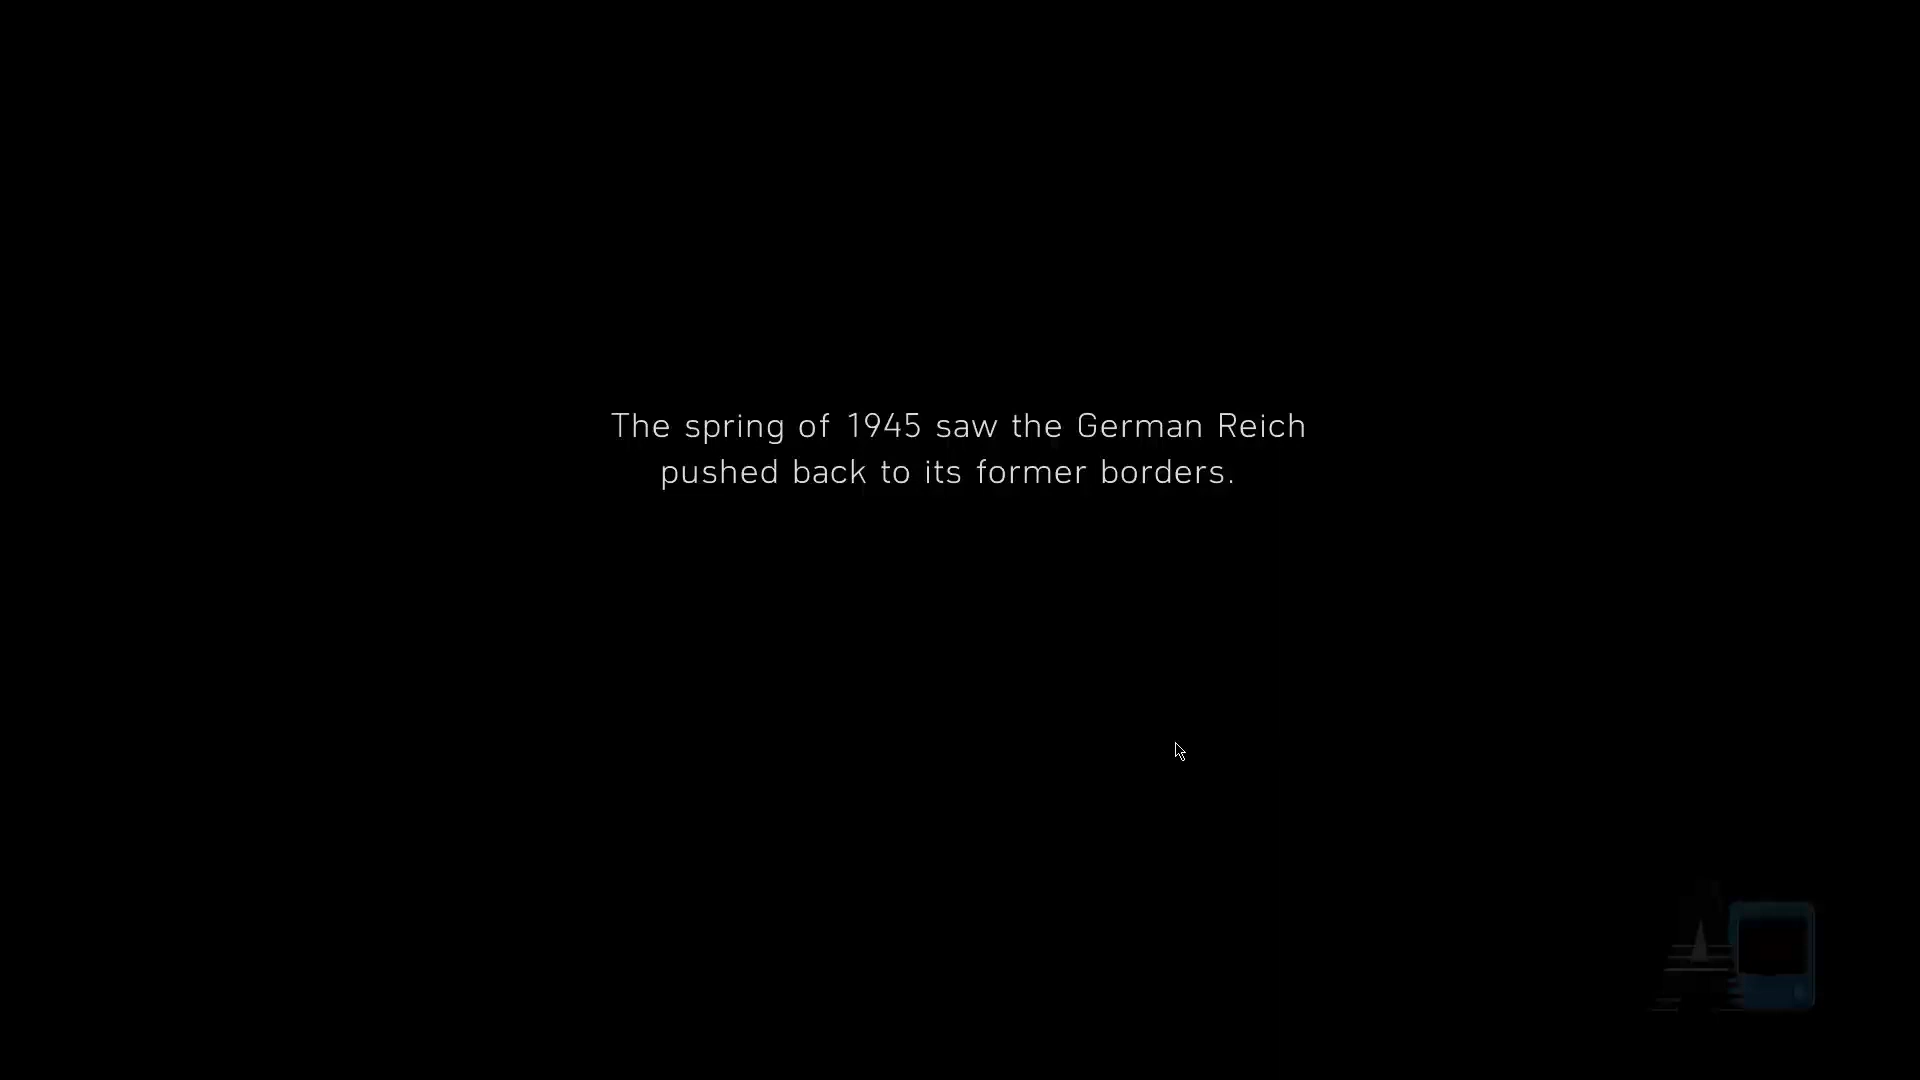 The spring of 1945 saw the German Reich
pushed back to its former borders.